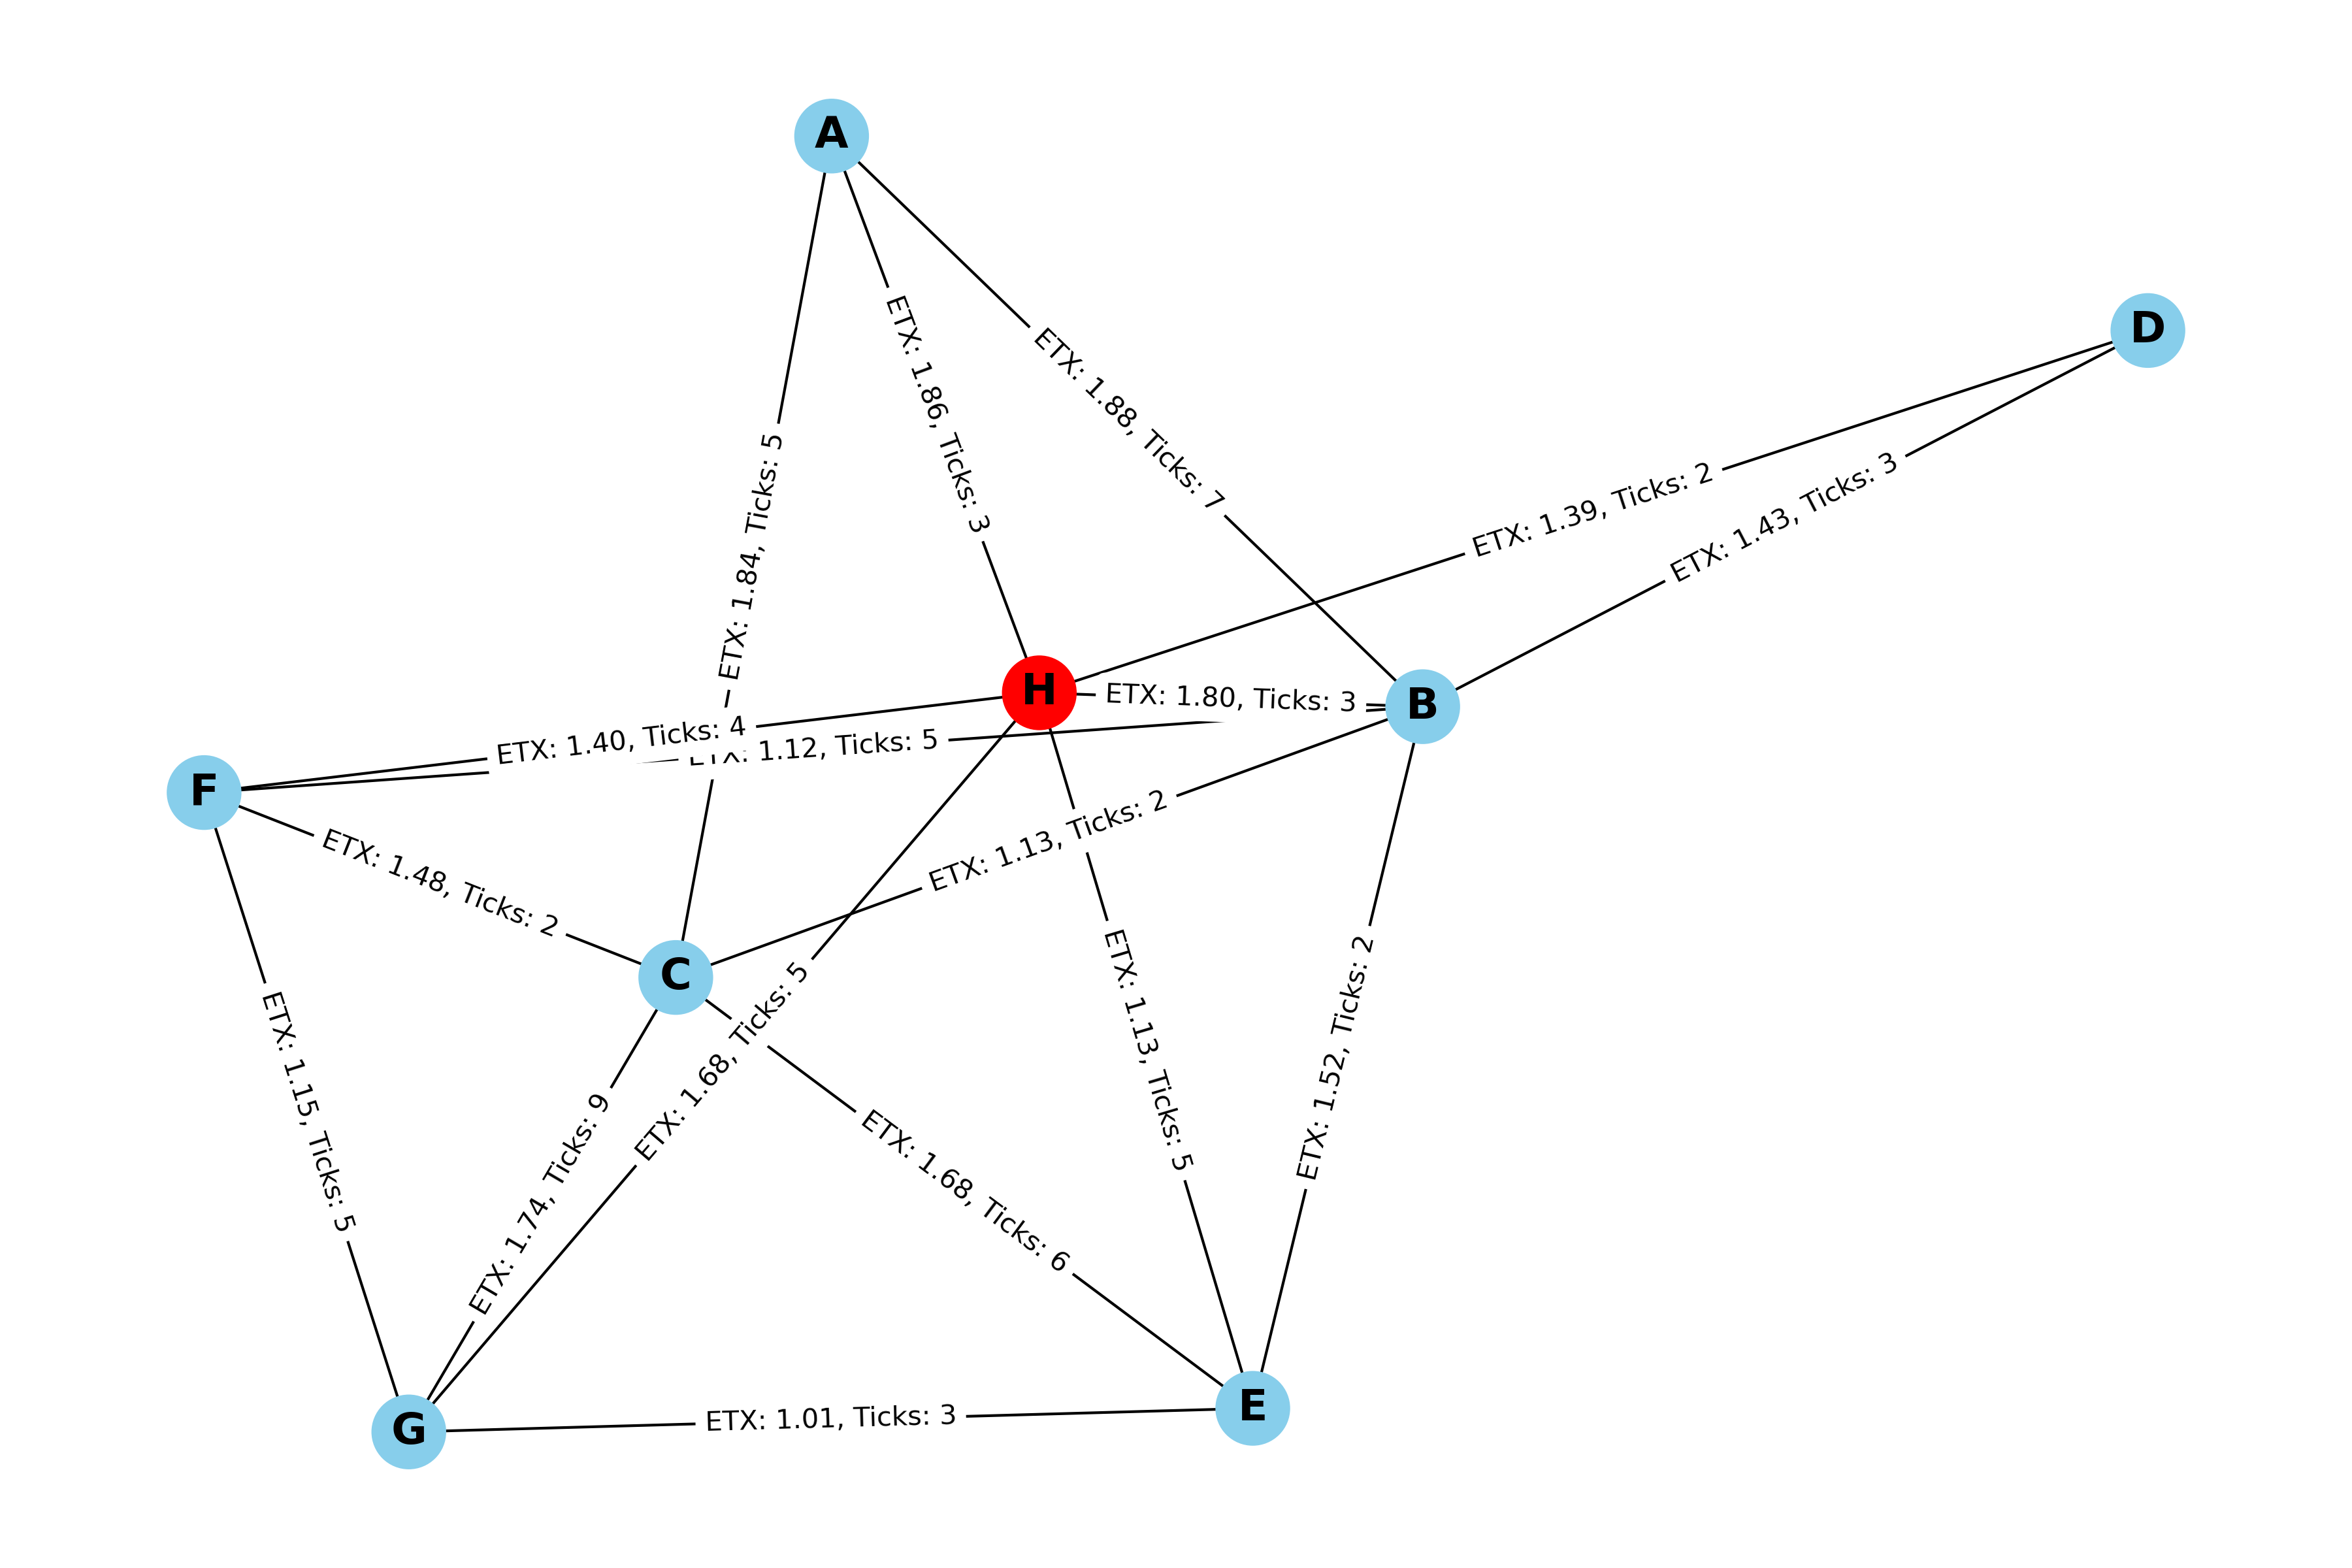 A
D
ETX: 1.86, Ticks: 3
ETX: 1.88, Ticks: 7
ETX: 1.84, Ticks: 5
ETX: 1.39, Ticks: 2
ETX: 1.43, Ticks: 3
H
ETX: 1.80, Ticks: 3
B
ETX: 1.40, Ticks: 4
ETX: 1.12, Ticks: 5
F
ETX: 1.48, Ticks: 2
ETX: 1.13, Ticks: 2
C
ETX: 1.68, Ticks: 5
ETX: 1.13, Ticks: 5
ETX: 1.52, Ticks: 2
ETX: 1.15, Ticks: 5
ETX: 1.74, Ticks: 9
ETX: 1.68, Ticks: 6
G
ETX: 1.01, Ticks: 3
E